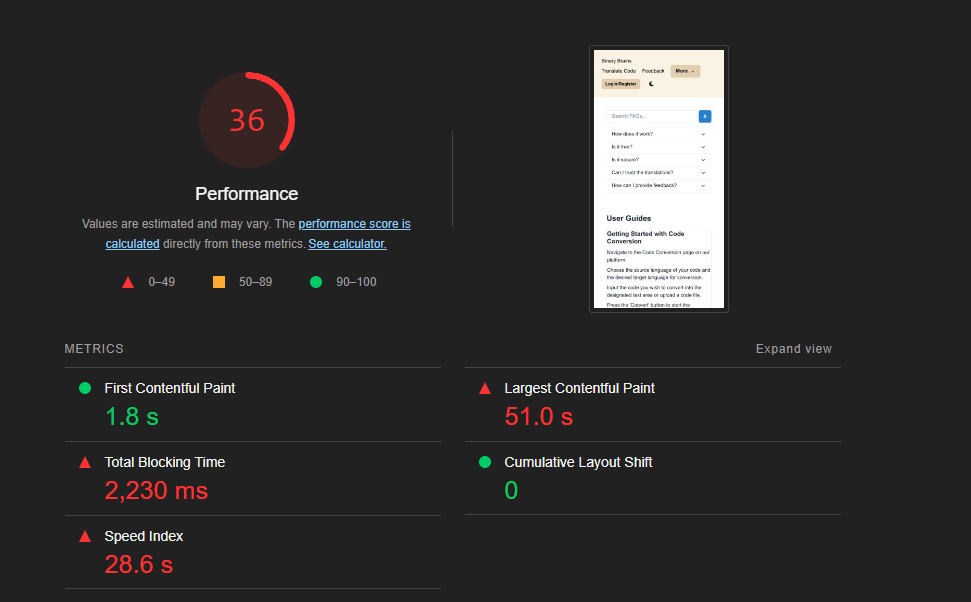 36
Performance
Values are estimated and may vary. The performance score is
calculated directly from these metrics. See calculator.
0–49
50–89
90–100
Binary Brains
Translate Code Feedback More
Login/Register
Search FAQs...
How does it work?
Is it free?
Is it secure?
Can I trust the translations?
How can I provide feedback?
User Guides
Getting Started with Code
Conversion
Navigate to the Code Conversion page on our
platform.
Choose the source language of your code and
the desired target language for conversion.
Input the code you wish to convert into the
designated text area or upload a code file.
Press the 'Convert' button to start the
METRICS
Expand view
First Contentful Paint
1.8 s
Largest Contentful Paint
51.0 s
Total Blocking Time
2,230 ms
Cumulative Layout Shift
0
Speed Index
28.6 s